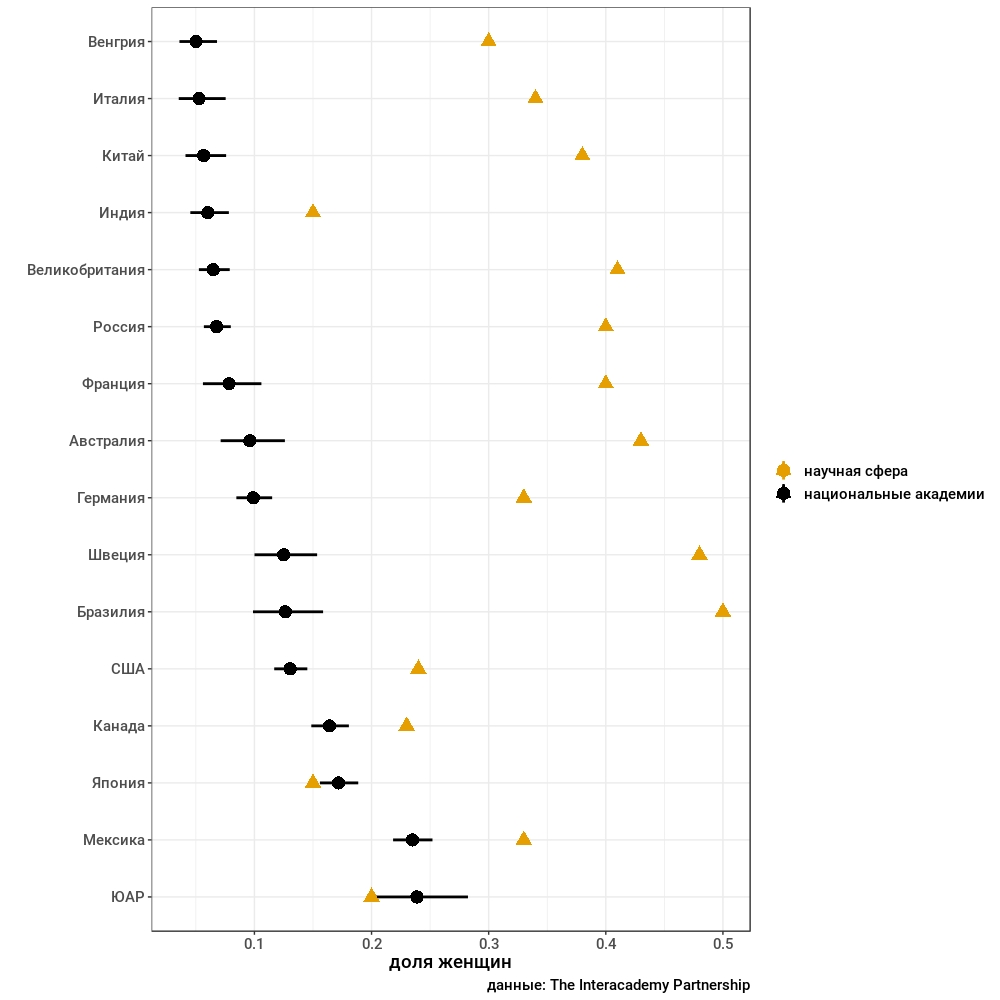 Венгрия
Италия
Китай
Индия
Великобритания
Россия
Франция
Австралия
Германия
Швеция
Бразилия
США
Канада
Япония
Мексика
ЮАР
0.1 0.2 0.3 0.4 0.5
доля женщин
данные: The Interacademy Partnership
научная сфера
национальные академии